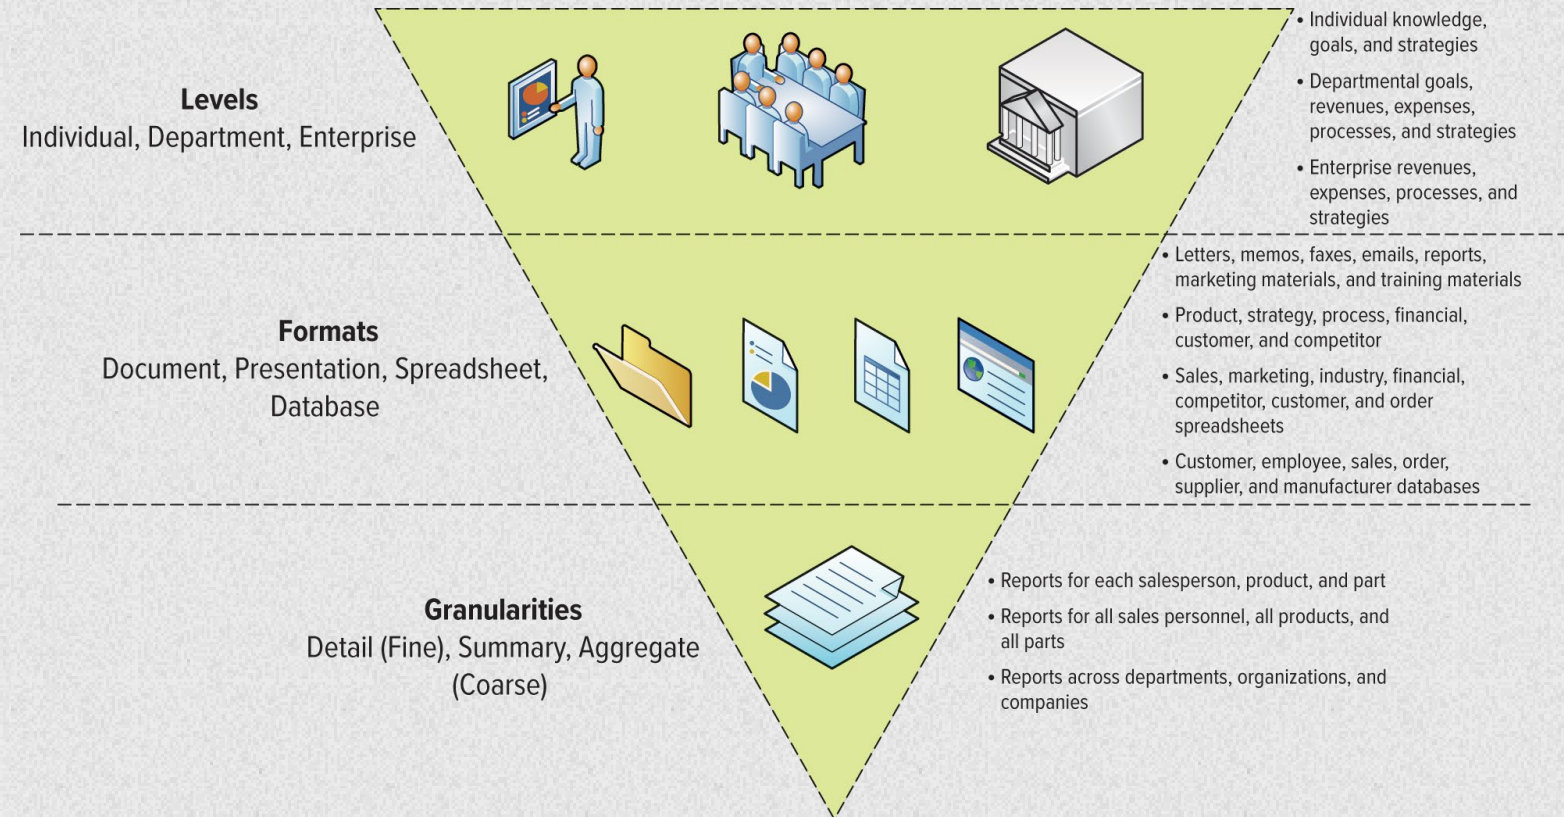 Levels
Individual, Department, Enterprise
• Individual knowledge,
goals, and strategies
• Departmental goals,
revenues, expenses,
processes, and strategies
• Enterprise revenues,
expenses, processes, and
strategies
Formats
Document, Presentation, Spreadsheet,
Database
• Letters, memos, faxes, emails, reports,
marketing materials, and training materials
• Product, strategy, process, financial,
customer, and competitor
• Sales, marketing, industry, financial,
competitor, customer, and order
spreadsheets
• Customer, employee, sales, order,
supplier, and manufacturer databases
Granularities
Detail (Fine), Summary, Aggregate
(Coarse)
• Reports for each salesperson, product, and part
• Reports for all sales personnel, all products, and
all parts
• Reports across departments, organizations, and
companies